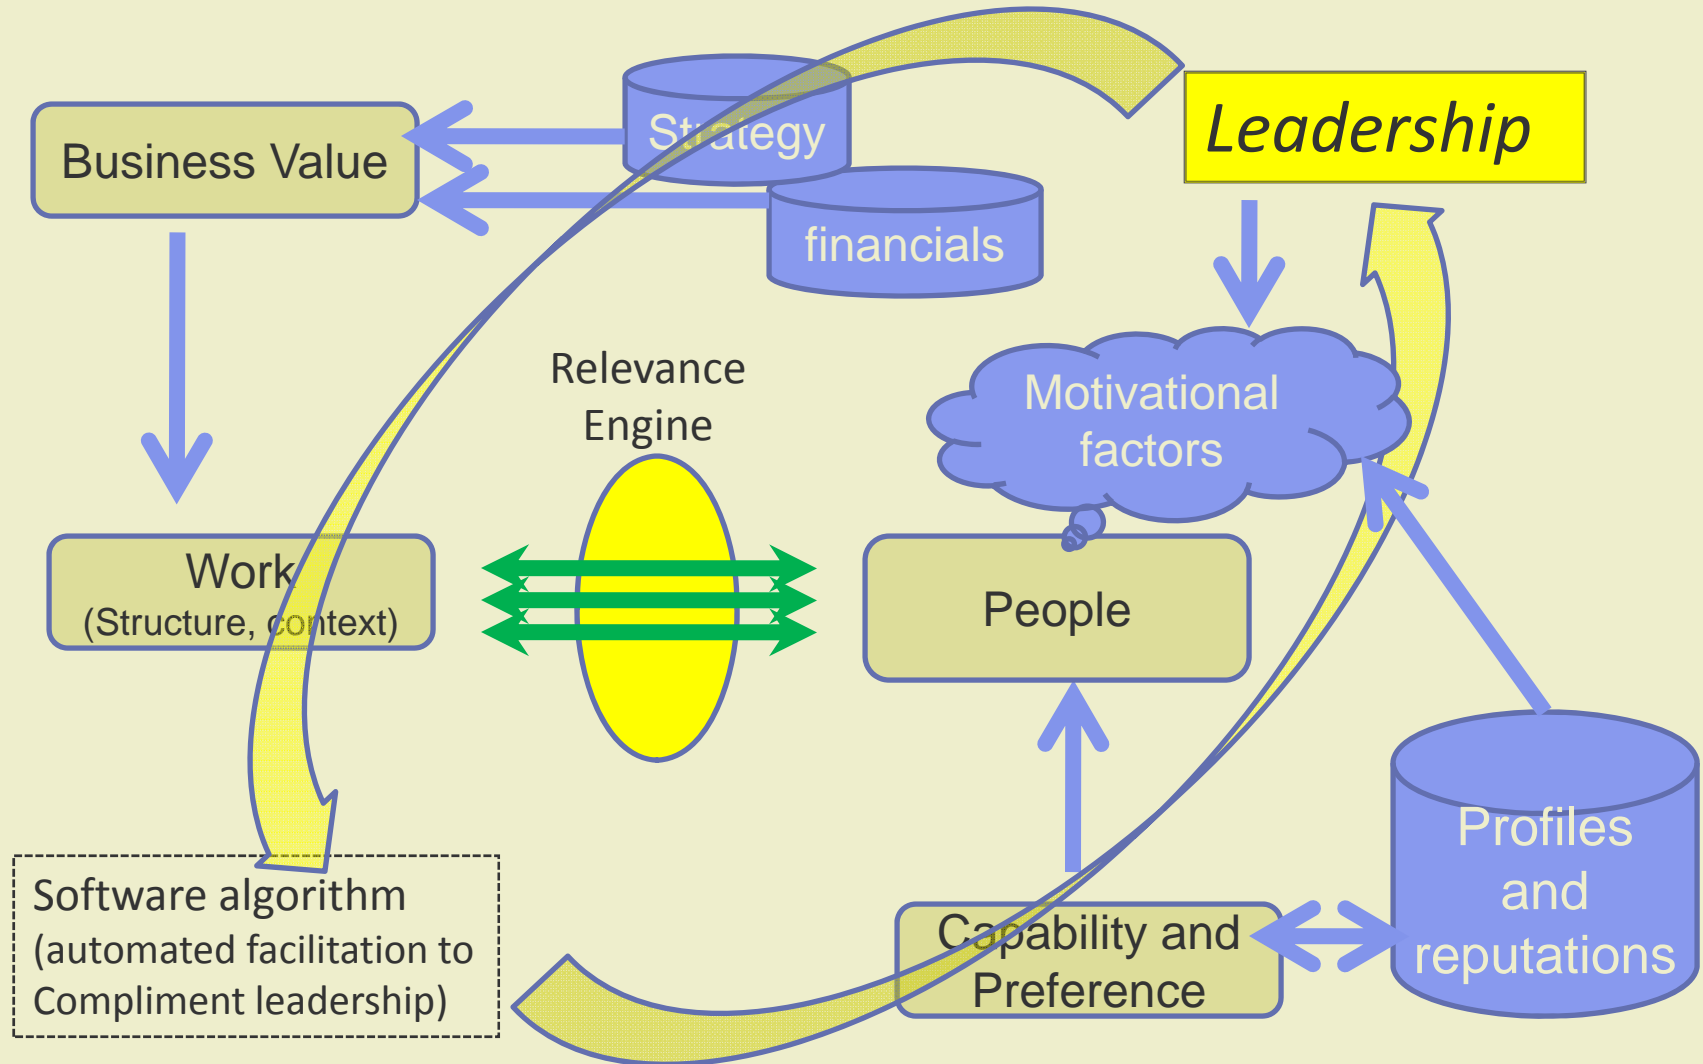 Business Value
Strategy
financials
Leadership
Relevance
Engine
Motivational
factors
Work
(Structure, context)
People
Software algorithm
(automated facilitation to
Compliment leadership)
Capability and
Preference
Profiles
and
reputations